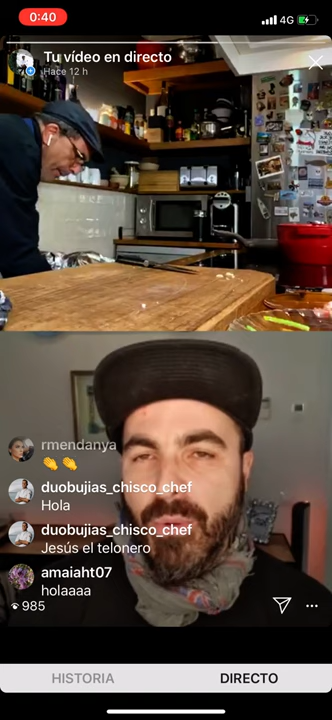 0:40
4G
Tu vídeo en directo
Hace 12 h
rmendanya
👏👏
duobujias_chisco_chef
Hola
duobujias_chisco_chef
Jesús el telonero
amaiaht07
holaaaa
985
HISTORIA
DIRECTO